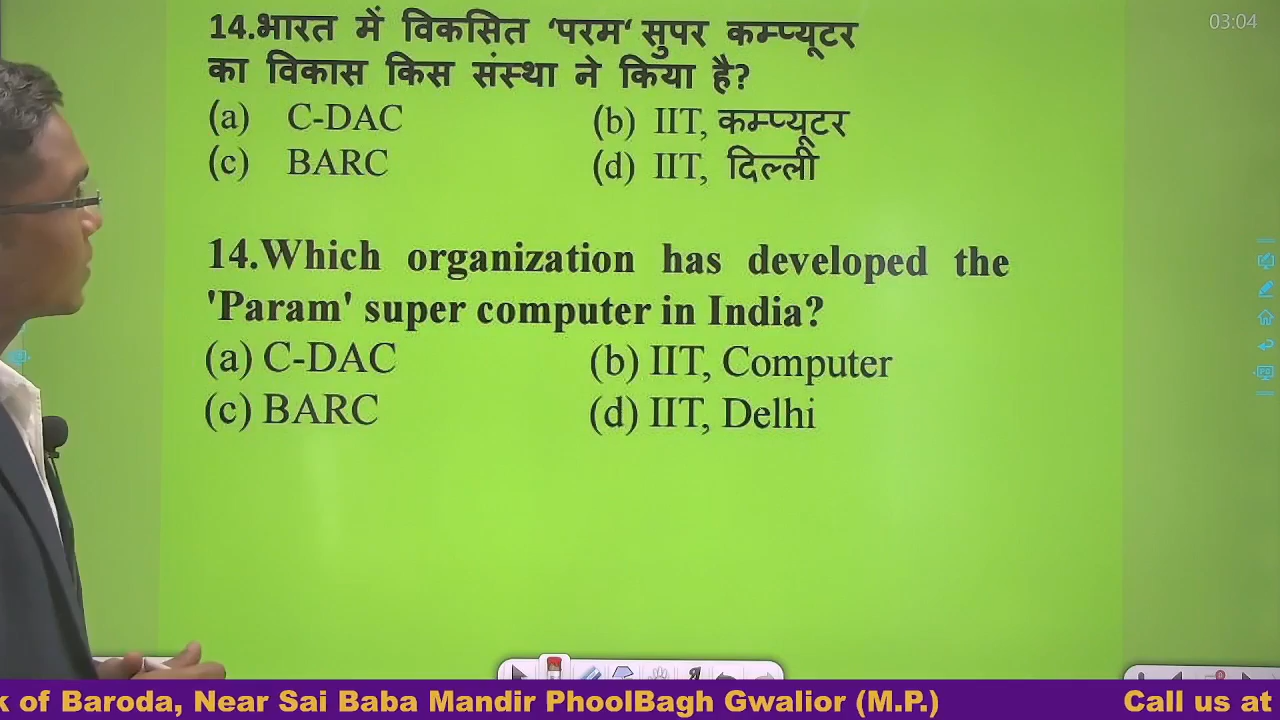 03:04
14.भारत में विकसित ‘परम‘ सुपर कम्प्यूटर
का विकास किस संस्था ने किया है?
(a) C-DAC (b) IIT, कम्प्यूटर
(c) BARC (d) IIT, दिल्ली
14.Which organization has developed the
'Param' super computer in India?
(a) C-DAC (b) IIT, Computer
(c) BARC (d) IIT, Delhi
k of Baroda, Near Sai Baba Mandir PhoolBagh Gwalior (M.P.) Call us at